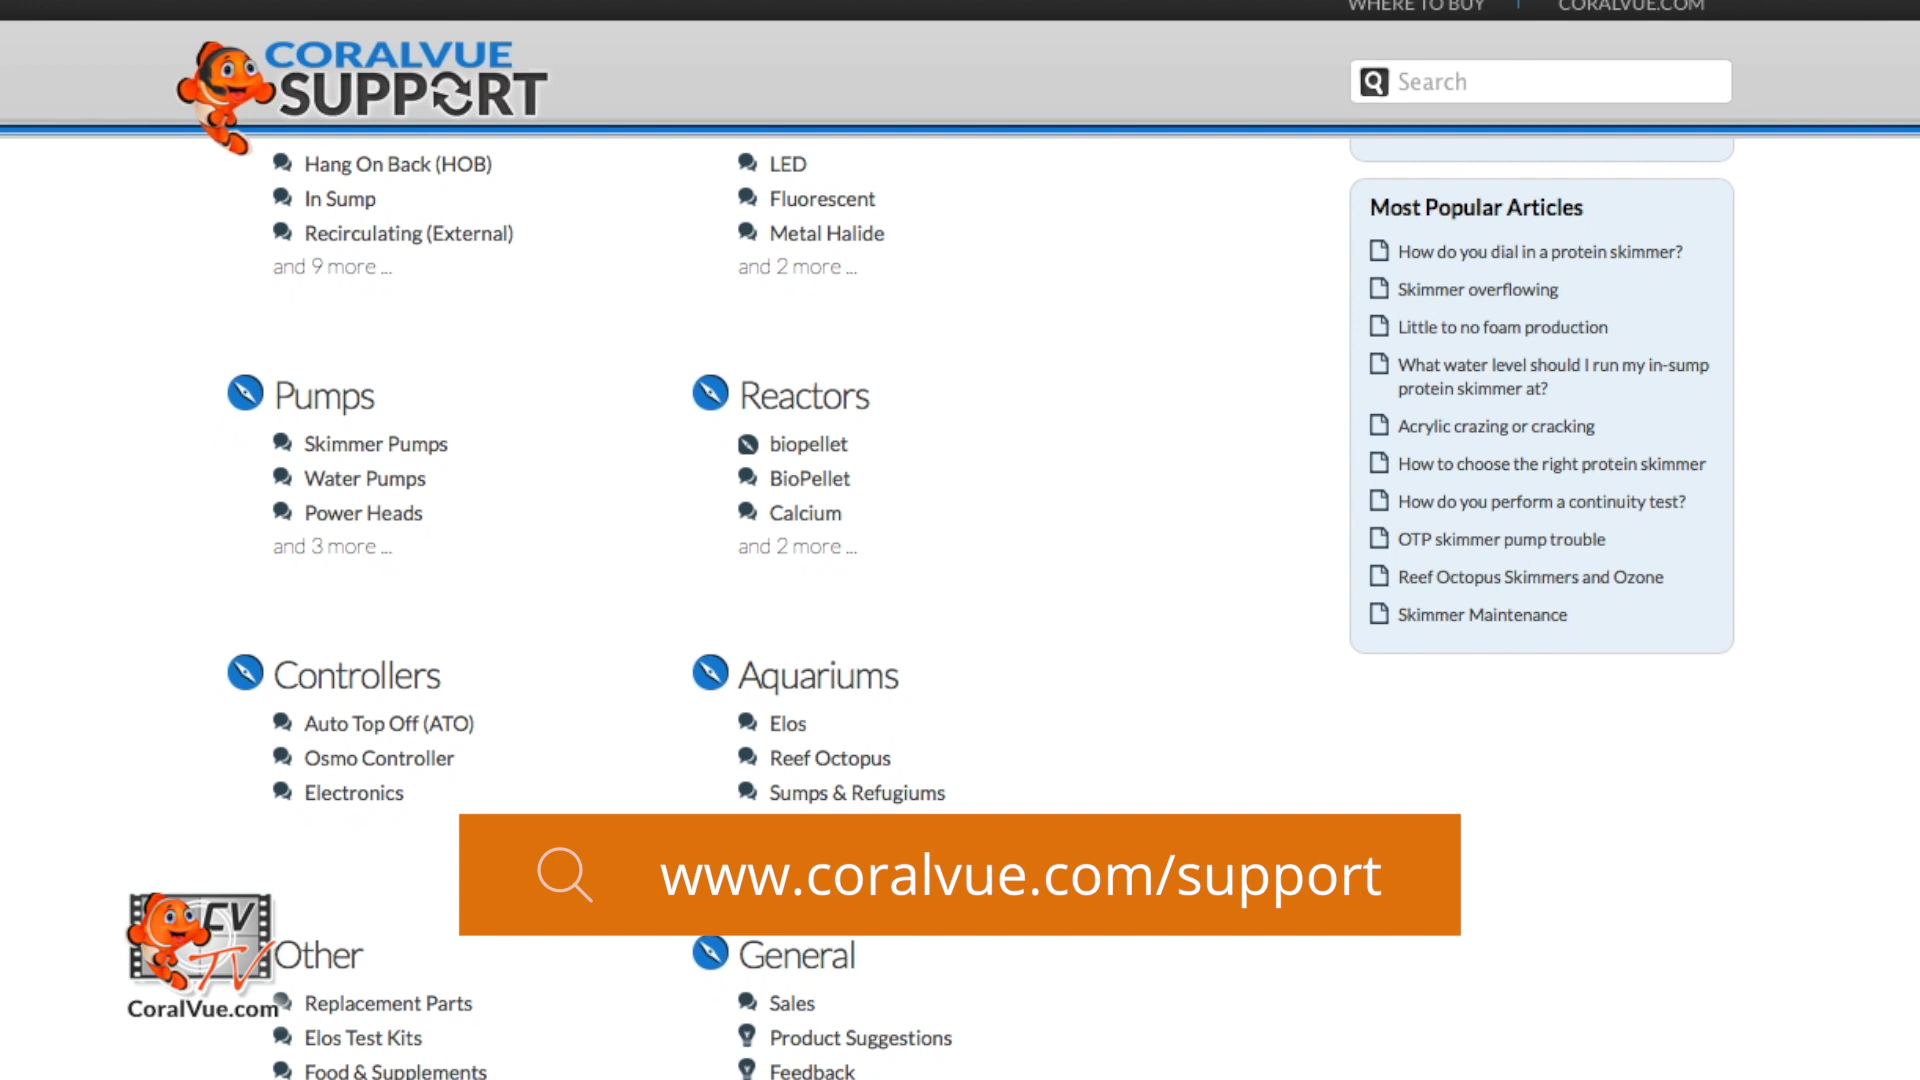 WHERE TO BUY
CORALVUE.COM
CORALVUE
SUPPORT
Search
Hang On Back (HOB)
In Sump
Recirculating (External)
and 9 more ...
LED
Fluorescent
Metal Halide
and 2 more ...
Most Popular Articles
How do you dial in a protein skimmer?
Skimmer overflowing
Little to no foam production
What water level should I run my in-sump
protein skimmer at?
Acrylic crazing or cracking
How to choose the right protein skimmer
How do you perform a continuity test?
OTP skimmer pump trouble
Reef Octopus Skimmers and Ozone
Skimmer Maintenance
Pumps
Skimmer Pumps
Water Pumps
Power Heads
and 3 more ...
Reactors
biopellet
BioPellet
Calcium
and 2 more ...
Controllers
Auto Top Off (ATO)
Osmo Controller
Electronics
Aquariums
Elos
Reef Octopus
Sumps & Refugiums
www.coralvue.com/support
CV
TV
CoralVue.com
Other
Replacement Parts
Elos Test Kits
Food & Supplements
General
Sales
Product Suggestions
Feedback